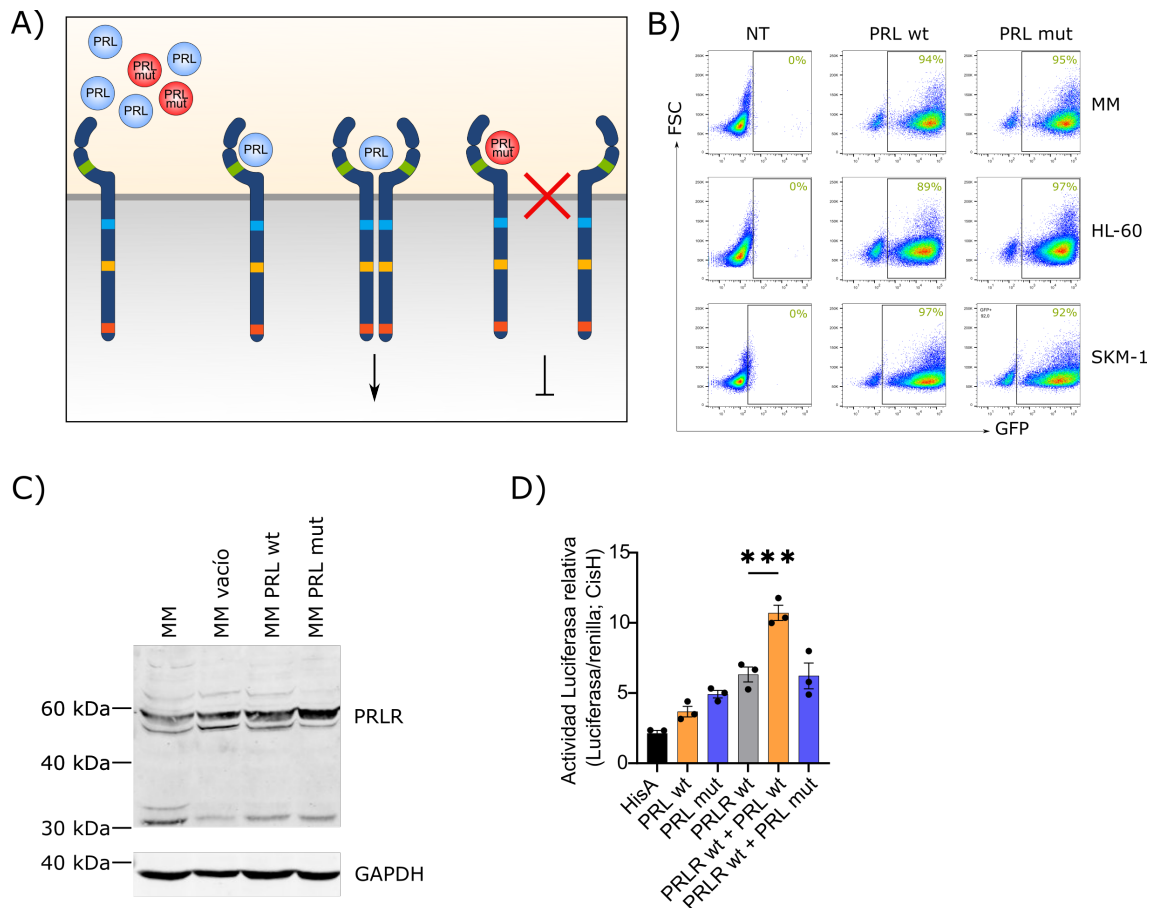 A)
PRL
PRL
PRL
mut
PRL
PRL
PRL
mut
PRL
PRL
PRL
mut
B)
NT
PRL wt
PRL mut
0%
94%
95%
MM
FSC
0%
89%
97%
HL-60
0%
97%
GFP+
92,0
92%
SKM-1
GFP
C)
MM
MM vacío
MM PRL wt
MM PRL mut
60 kDa
PRLR
40 kDa
30 kDa
40 kDa
GAPDH
D)
Actividad Luciferasa relativa
(Luciferasa/renilla; CisH)
15
10
5
0
***
HisA
PRL wt
PRL mut
PRLR wt
PRLR wt + PRL wt
PRLR wt + PRL mut